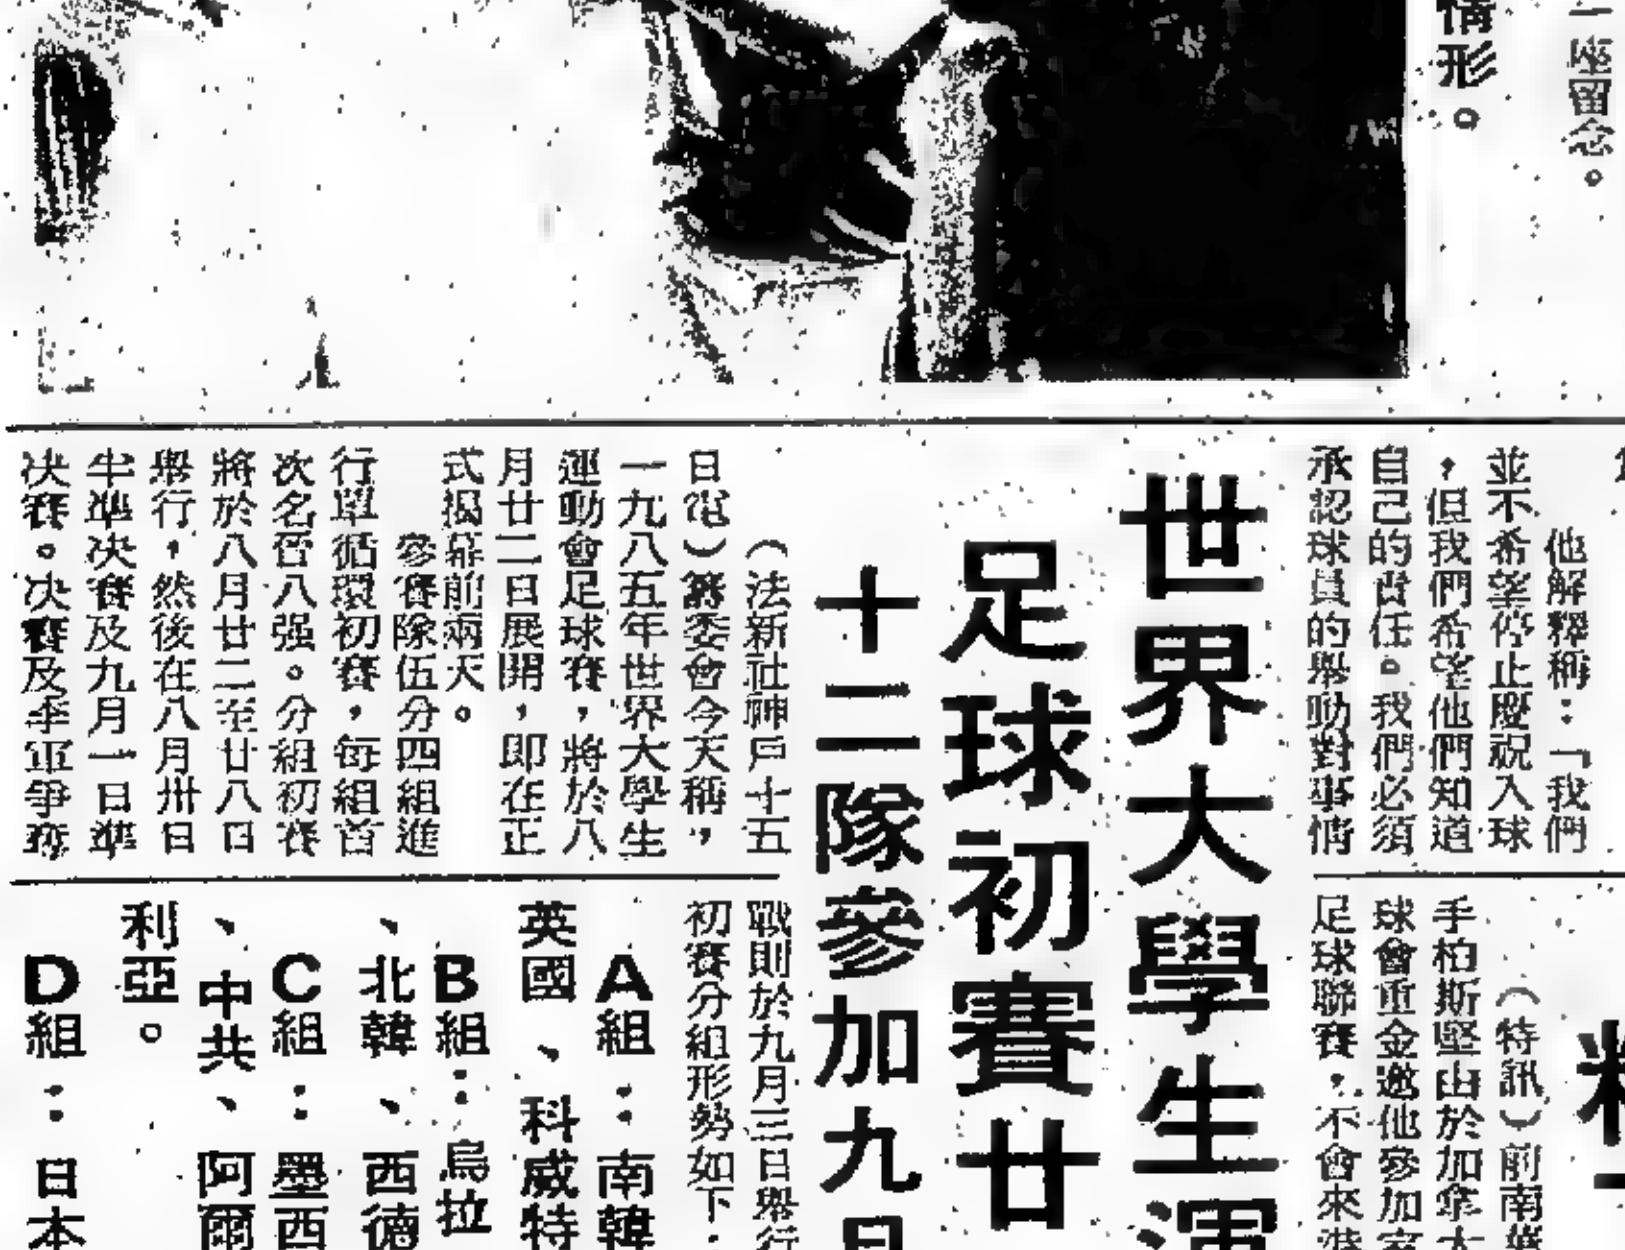 一座留念。
情形。
他解釋稱：「我們
並不希望停止慶祝入球
，但我們希望他們知道
自己的責任。我們必須
承認球員的舉動對事情
（特訊）前南華
手柏斯堅由於加拿大
球會重金邀他參加
足球聯賽，不會來港
世界大學生運
足球初賽廿
十二隊參加九月
（法新社神戶十五
日電）籌委會今天稱，
一九八五年世界大學生
運動會足球賽，將於八
月廿二日展開，即在正
式揭幕前兩天。
參賽隊伍分四組進
行單循環初賽，每組首
次名晉八强。分組初賽
將於八月廿二至廿八日
舉行，然後在八月卅日
半準决賽及九月一日準
决賽。决賽及季軍爭奪
戰則於九月三日舉行
初賽分組形勢如下：
A組：南韓
英國、科威特
B組：烏拉
、北韓、西德
C組：墨西
、中共、阿爾
利亞。
D組：日本